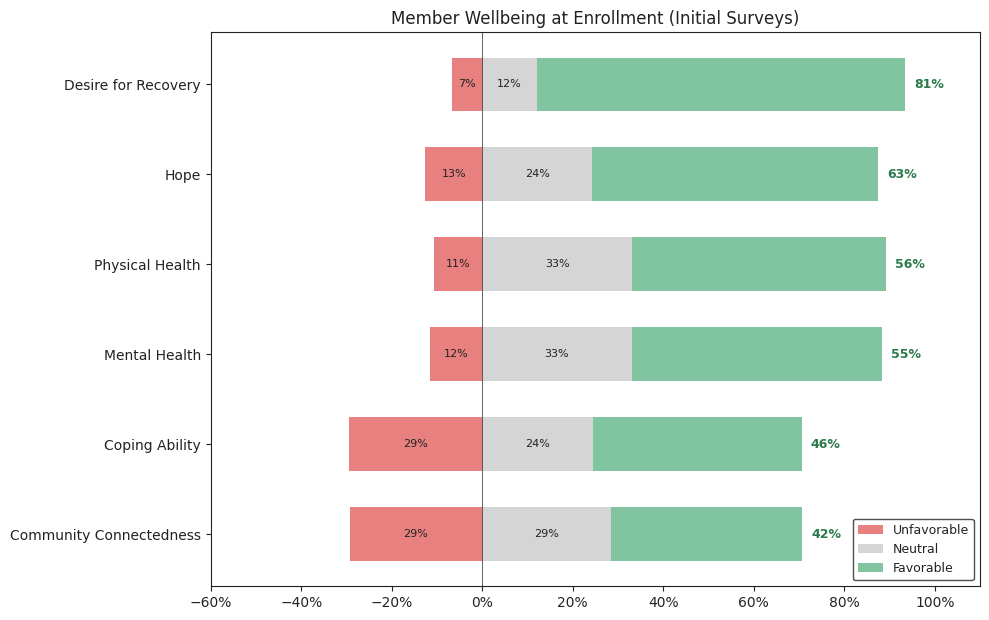 Member Wellbeing at Enrollment (Initial Surveys)
Desire for Recovery 7% 12% 81%
Hope 13% 24% 63%
Physical Health 11% 33% 56%
Mental Health 12% 33% 55%
Coping Ability 29% 24% 46%
Community Connectedness 29% 29% 42%
Unfavorable
Neutral
Favorable
−60% −40% −20% 0% 20% 40% 60% 80% 100%